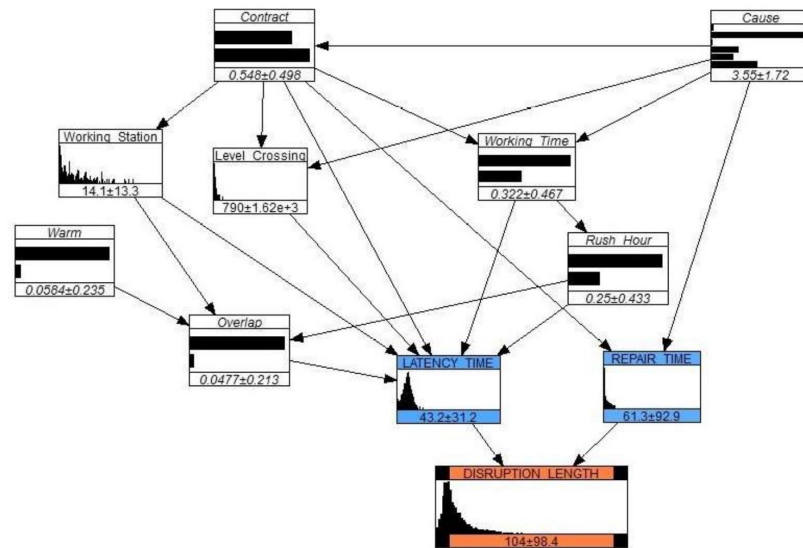 Contract
0.548±0.498
Cause
3.55±1.72
Working Station
14.1±13.3
Level Crossing
790±1.62e+3
Working Time
0.322±0.467
Warm
0.0584±0.235
Rush Hour
0.25±0.433
Overlap
0.0477±0.213
LATENCY TIME
43.2±31.2
REPAIR TIME
61.3±92.9
DISRUPTION LENGTH
104±98.4